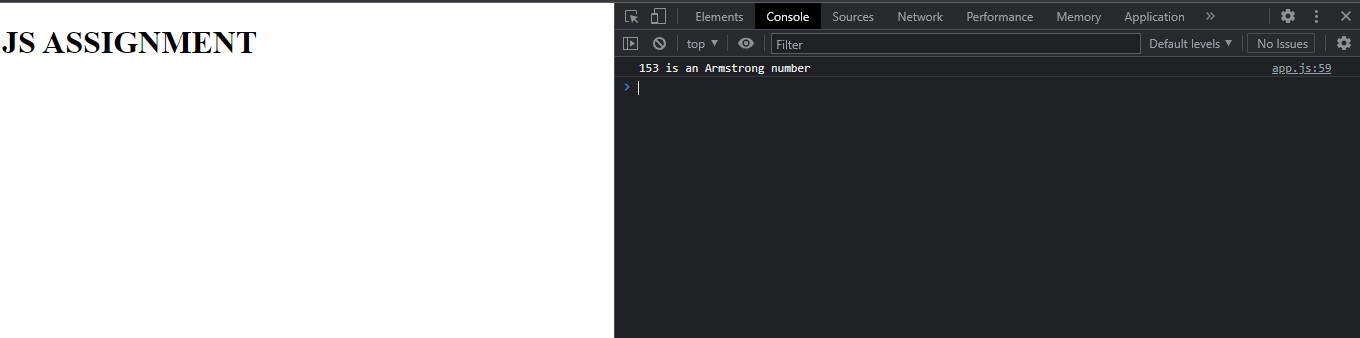 JS ASSIGNMENT
Elements Console Sources Network Performance Memory Application »
top ▼ Filter Default levels ▼ No Issues
153 is an Armstrong number app.js:59